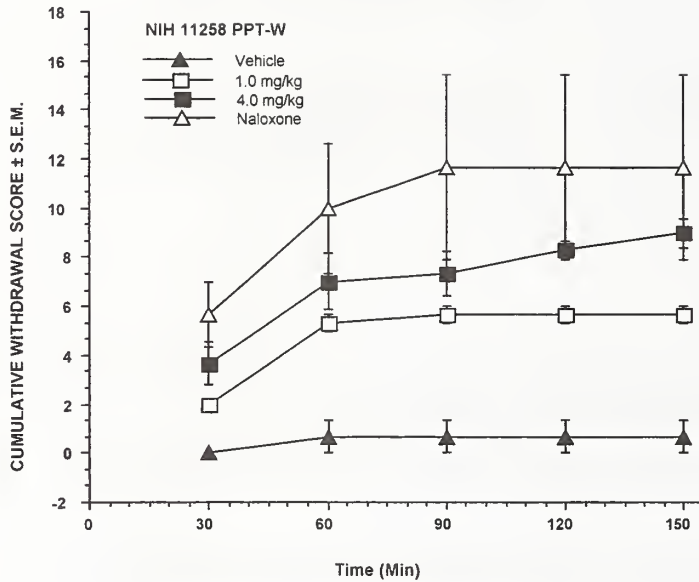 NIH 11258 PPT-W
Vehicle
1.0 mg/kg
4.0 mg/kg
Naloxone
CUMULATIVE WITHDRAWAL SCORE ± S.E.M.
18
16
14
12
10
8
6
4
2
0
-2
0 30 60 90 120 150
Time (Min)